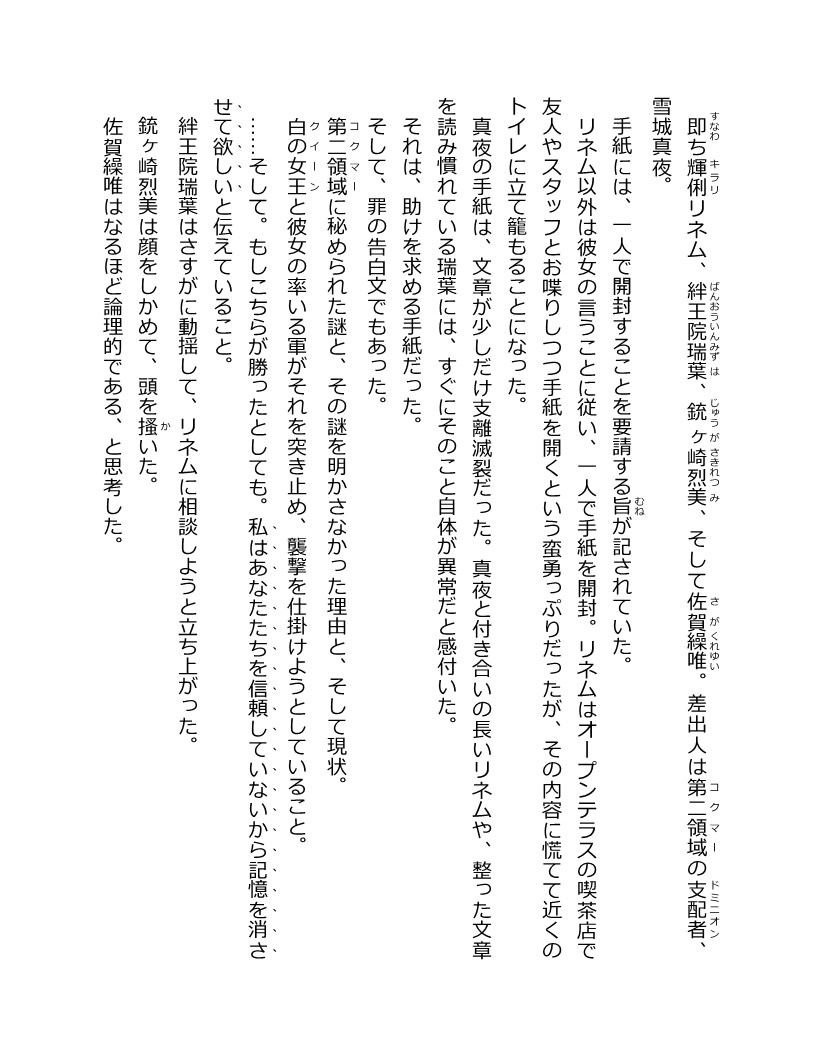 即ち輝俐リネム、絆王院瑞葉、銃ヶ崎烈美、そして佐賀繰唯。差出人は第二領域の支配者、
雪城真夜。
手紙には、一人で開封することを要請する旨が記されていた。
リネム以外は彼女の言うことに従い、一人で手紙を開封。リネムはオープンテラスの喫茶店で
友人やスタッフとお喋りしつつ手紙を開くという蛮勇っぷりだったが、その内容に慌てて近くの
トイレに立て籠もることになった。
真夜の手紙は、文章が少しだけ支離滅裂だった。真夜と付き合いの長いリネムや、整った文章
を読み慣れている瑞葉には、すぐにそのこと自体が異常だと感付いた。
それは、助けを求める手紙だった。
そして、罪の告白文でもあった。
第二領域に秘められた謎と、その謎を明かさなかった理由と、そして現状。
白の女王と彼女の率いる軍がそれを突き止め、襲撃を仕掛けようとしていること。
……そして。もしこちらが勝ったとしても。私はあなたたちを信頼していないから記憶を消さ
せて欲しいと伝えていること。
絆王院瑞葉はさすがに動揺して、リネムに相談しようと立ち上がった。
銃ヶ崎烈美は顔をしかめて、頭を掻いた。
佐賀繰唯はなるほど論理的である、と思考した。